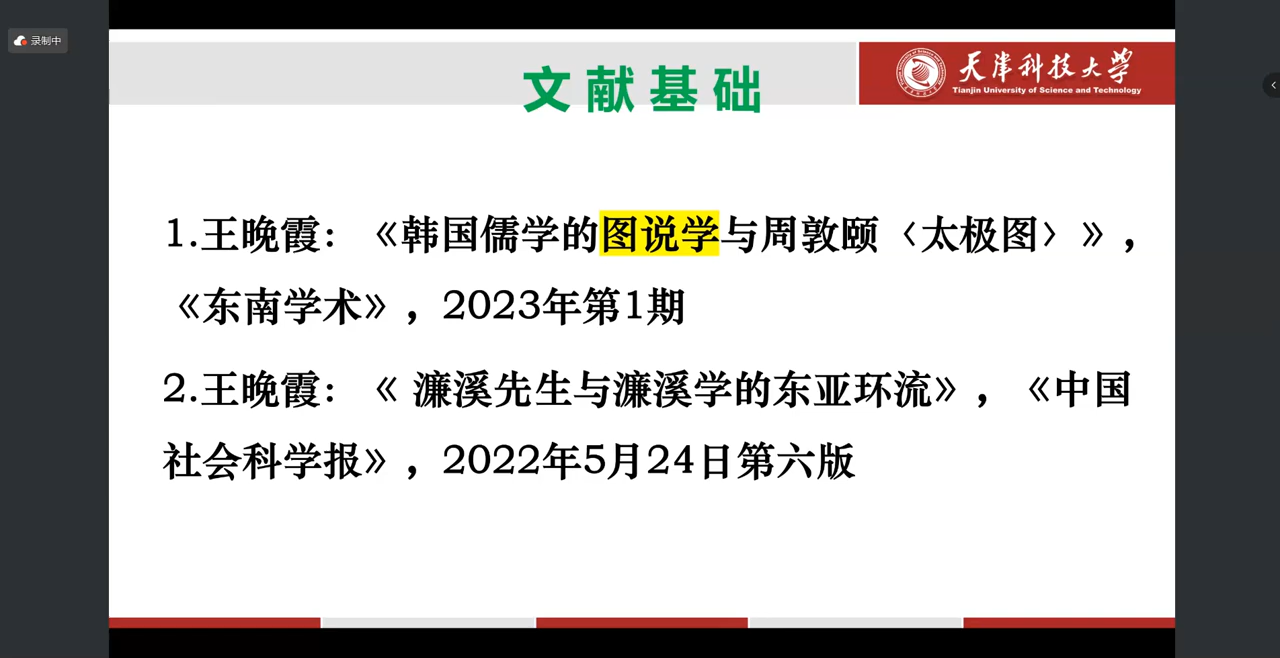 录制中
文献基础
天津科技大学
Tianjin University of Science and Technology
1.王晚霞：《韩国儒学的图说学与周敦颐〈太极图〉》，
《东南学术》，2023年第1期
2.王晚霞：《 濂溪先生与濂溪学的东亚环流》，《中国
社会科学报》，2022年5月24日第六版